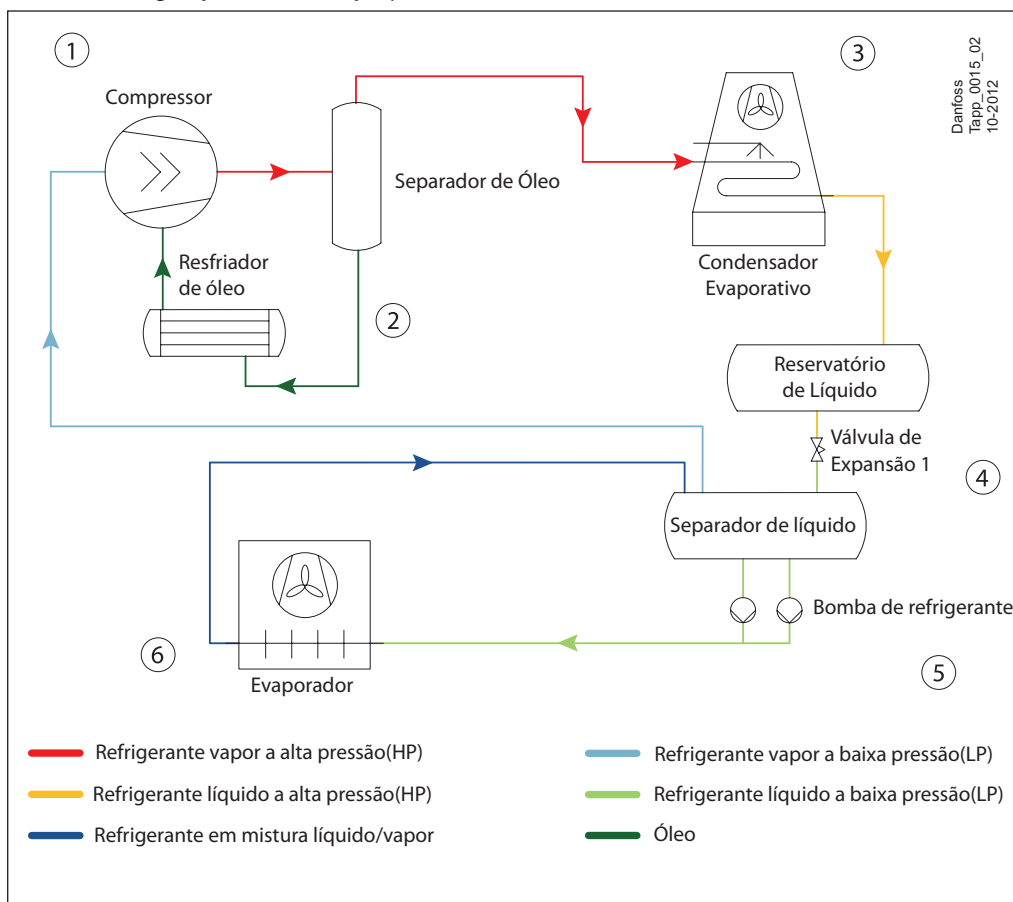 1
Compressor
Separador de Óleo
Resfriador
de óleo
2
3
Danfoss
Tapp_0015_02
10-2012
Condensador
Evaporativo
Reservatório
de Líquido
Válvula de
Expansão 1
4
Separador de líquido
Bomba de refrigerante
5
6
Evaporador
Refrigerante vapor a alta pressão(HP)
Refrigerante líquido a alta pressão(HP)
Refrigerante em mistura líquido/vapor
Refrigerante vapor a baixa pressão(LP)
Refrigerante líquido a baixa pressão(LP)
Óleo